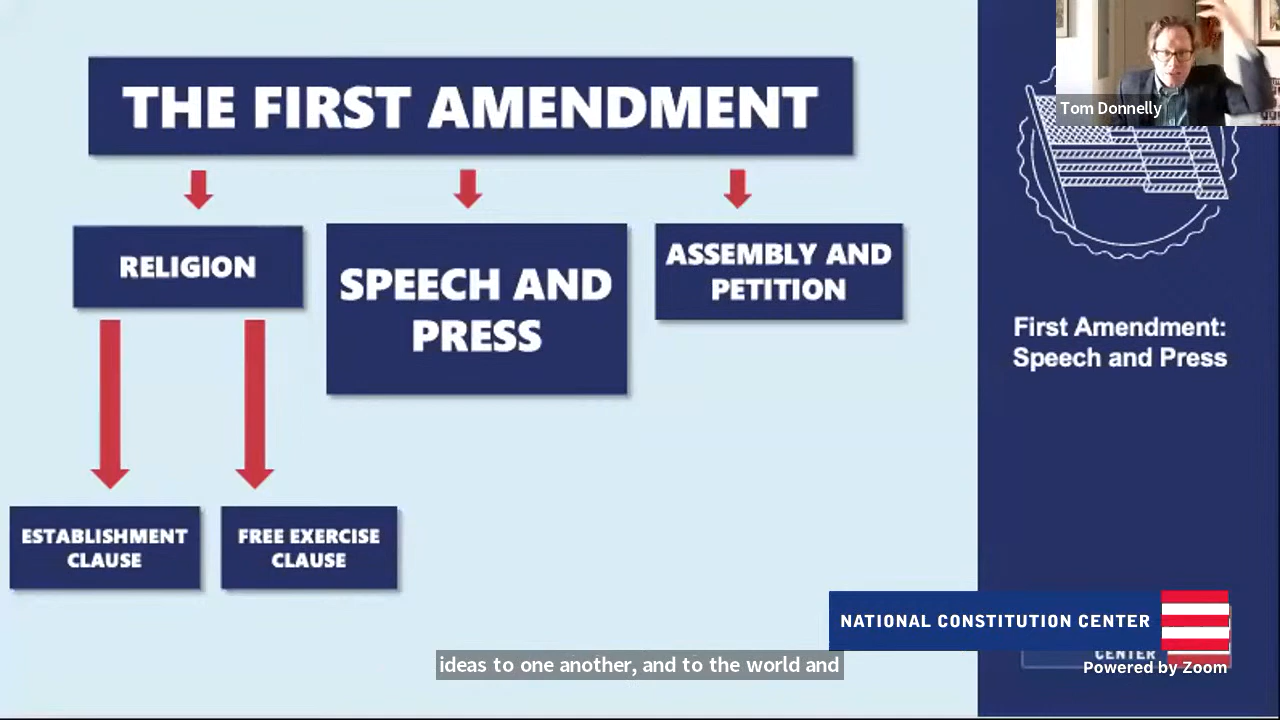 THE FIRST AMENDMENT
RELIGION
SPEECH AND
PRESS
ASSEMBLY AND
PETITION
ESTABLISHMENT
CLAUSE
FREE EXERCISE
CLAUSE
Tom Donnelly
First Amendment:
Speech and Press
NATIONAL CONSTITUTION CENTER
CENTER
Powered by Zoom
ideas to one another, and to the world and